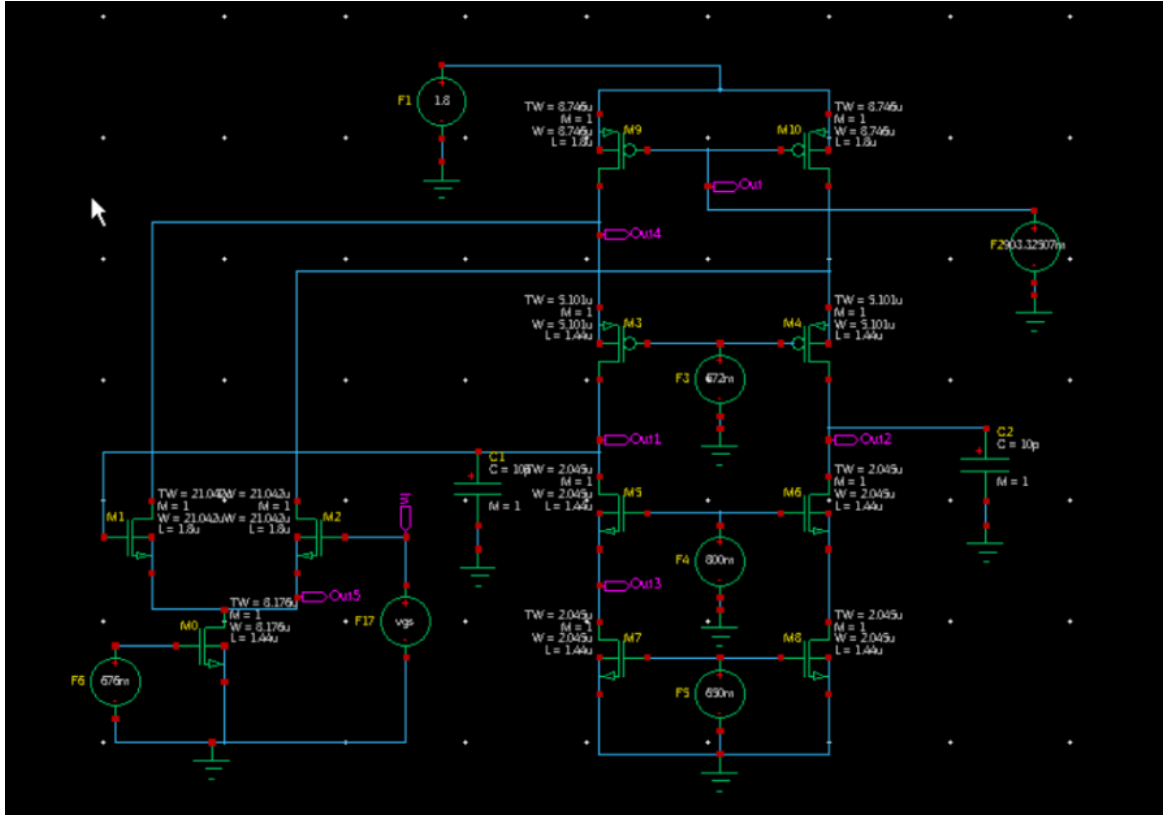 F1
1.8
TW = 8.746u
M = 1
W = 8.746u
L = 1.8u
M9
M10
TW = 8.746u
M = 1
W = 8.746u
L = 1.8u
Out
Out4
F2
903.32507m
TW = 5.101u
M = 1
W = 5.101u
L = 1.44u
M3
M4
TW = 5.101u
M = 1
W = 5.101u
L = 1.44u
F3
672m
Out1
Out2
C1
C = 10p
M = 1
C2
C = 10p
M = 1
TW = 21.042u
M = 1
W = 21.042u
L = 1.8u
M1
TW = 21.042u
M = 1
W = 21.042u
L = 1.8u
M2
TW = 2.045u
M = 1
W = 2.045u
L = 1.44u
M5
M6
TW = 2.045u
M = 1
W = 2.045u
L = 1.44u
F4
800m
Out3
Out5
F17
vgs
TW = 8.176u
M = 1
W = 8.176u
L = 1.44u
M0
F6
676m
TW = 2.045u
M = 1
W = 2.045u
L = 1.44u
M7
M8
TW = 2.045u
M = 1
W = 2.045u
L = 1.44u
F5
650m